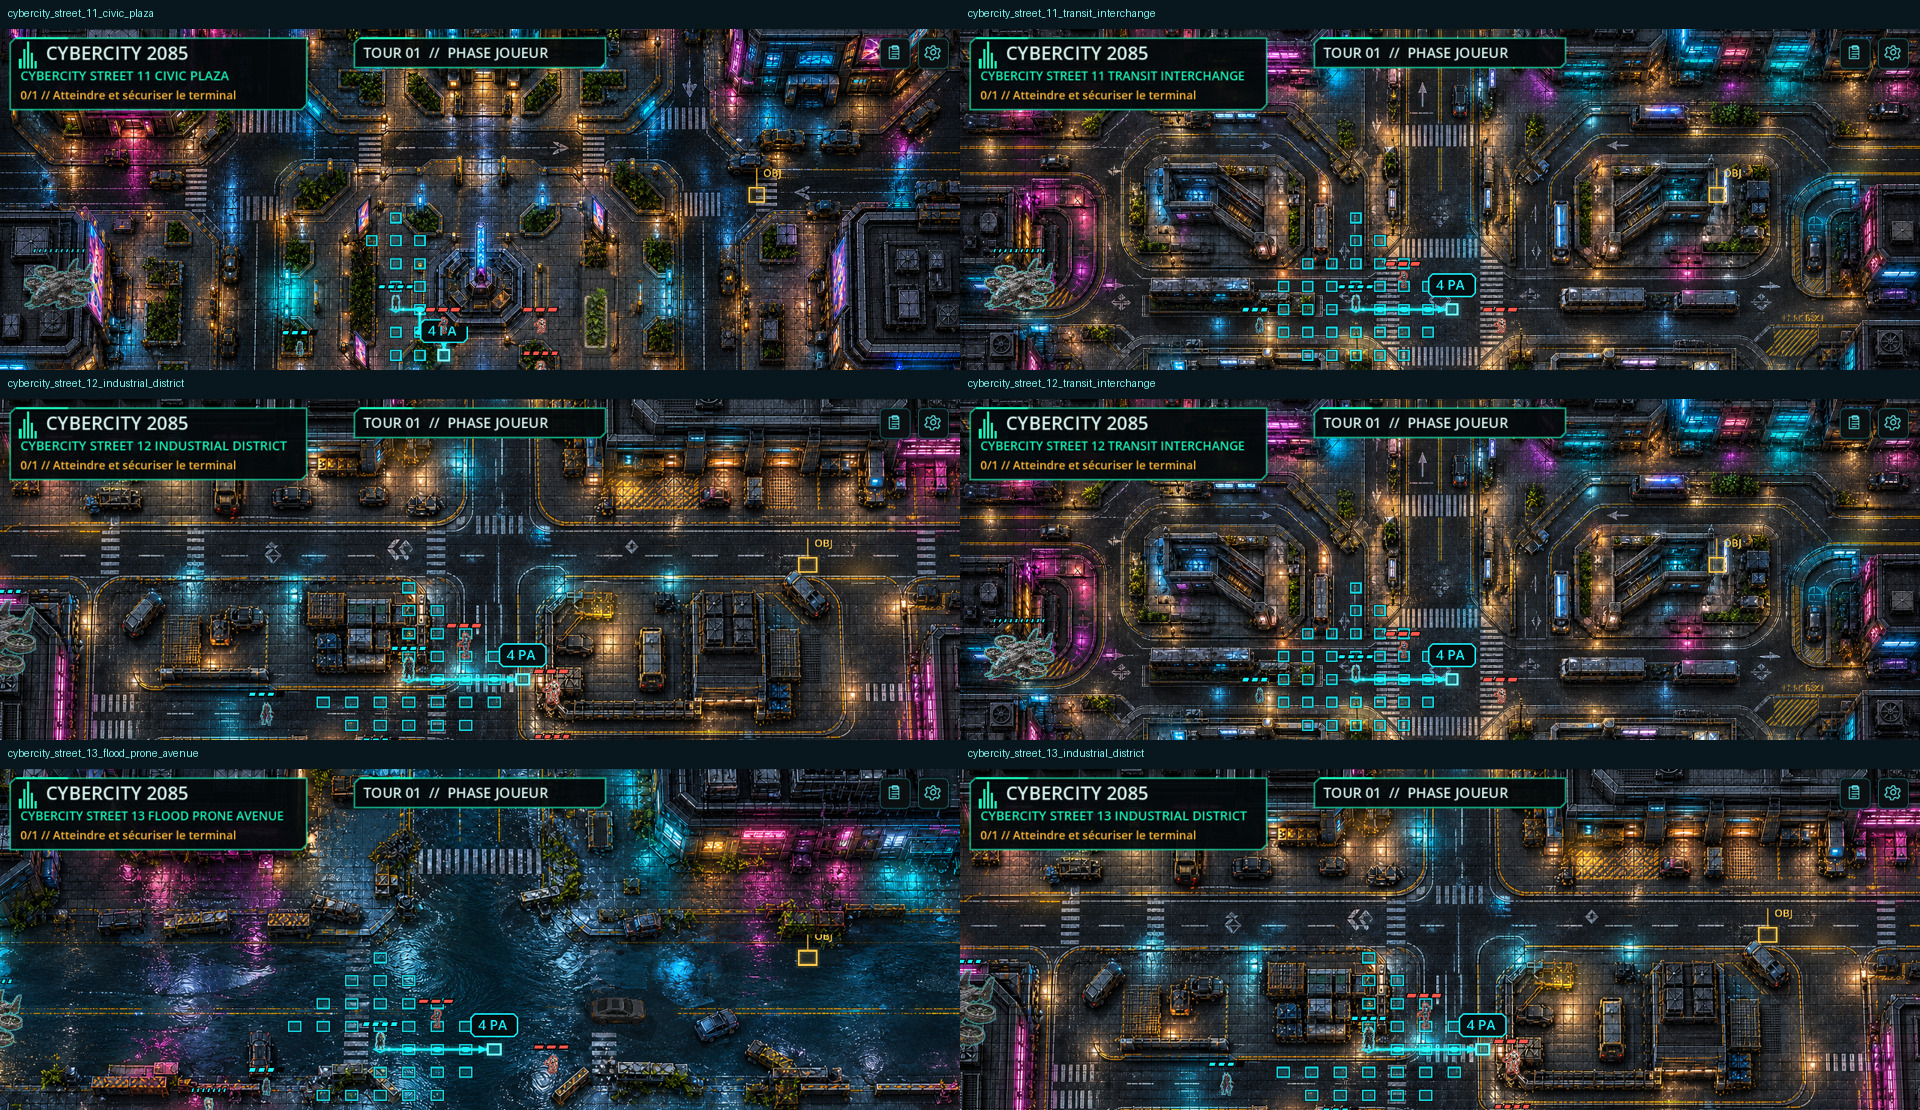 cybercity_street_11_civic_plaza
CYBERCITY 2085
CYBERCITY STREET 11 CIVIC PLAZA
0/1 // Atteindre et sécuriser le terminal
TOUR 01 // PHASE JOUEUR
OBJ
4 PA
cybercity_street_11_transit_interchange
CYBERCITY 2085
CYBERCITY STREET 11 TRANSIT INTERCHANGE
0/1 // Atteindre et sécuriser le terminal
TOUR 01 // PHASE JOUEUR
OBJ
4 PA
cybercity_street_12_industrial_district
CYBERCITY 2085
CYBERCITY STREET 12 INDUSTRIAL DISTRICT
0/1 // Atteindre et sécuriser le terminal
TOUR 01 // PHASE JOUEUR
OBJ
4 PA
cybercity_street_12_transit_interchange
CYBERCITY 2085
CYBERCITY STREET 12 TRANSIT INTERCHANGE
0/1 // Atteindre et sécuriser le terminal
TOUR 01 // PHASE JOUEUR
OBJ
4 PA
cybercity_street_13_flood_prone_avenue
CYBERCITY 2085
CYBERCITY STREET 13 FLOOD PRONE AVENUE
0/1 // Atteindre et sécuriser le terminal
TOUR 01 // PHASE JOUEUR
OBJ
4 PA
cybercity_street_13_industrial_district
CYBERCITY 2085
CYBERCITY STREET 13 INDUSTRIAL DISTRICT
0/1 // Atteindre et sécuriser le terminal
TOUR 01 // PHASE JOUEUR
OBJ
4 PA